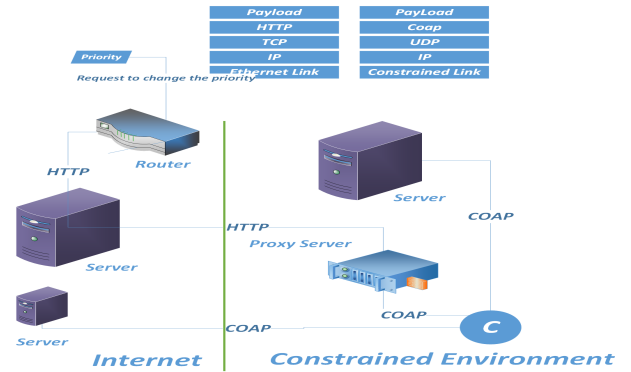 Payload
HTTP
TCP
IP
Ethernet Link
PayLoad
Coap
UDP
IP
Constrained Link
Priority
Request to change the priority
Router
HTTP
Server
Server
COAP
HTTP
Proxy Server
Server
COAP
COAP
C
Server
Internet
Constrained Environment